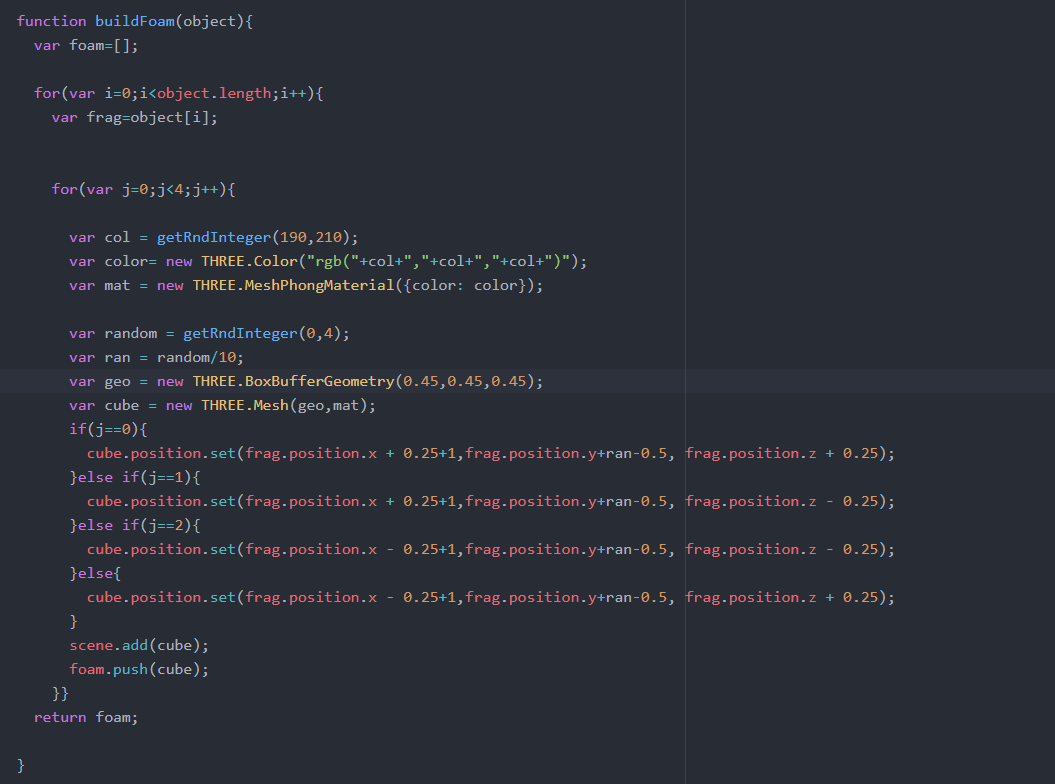 function buildFoam(object){
  var foam=[];
  for(var i=0;i<object.length;i++){
    var frag=object[i];
    for(var j=0;j<4;j++){
      var col = getRndInteger(190,210);
      var color= new THREE.Color("rgb("+col+","+col+","+col+")");
      var mat = new THREE.MeshPhongMaterial({color: color});
      var random = getRndInteger(0,4);
      var ran = random/10;
      var geo = new THREE.BoxBufferGeometry(0.45,0.45,0.45);
      var cube = new THREE.Mesh(geo,mat);
      if(j==0){
        cube.position.set(frag.position.x + 0.25+1,frag.position.y+ran-0.5, frag.position.z + 0.25);
      }else if(j==1){
        cube.position.set(frag.position.x + 0.25+1,frag.position.y+ran-0.5, frag.position.z - 0.25);
      }else if(j==2){
        cube.position.set(frag.position.x - 0.25+1,frag.position.y+ran-0.5, frag.position.z - 0.25);
      }else{
        cube.position.set(frag.position.x - 0.25+1,frag.position.y+ran-0.5, frag.position.z + 0.25);
      }
      scene.add(cube);
      foam.push(cube);
    }}
  return foam;
}